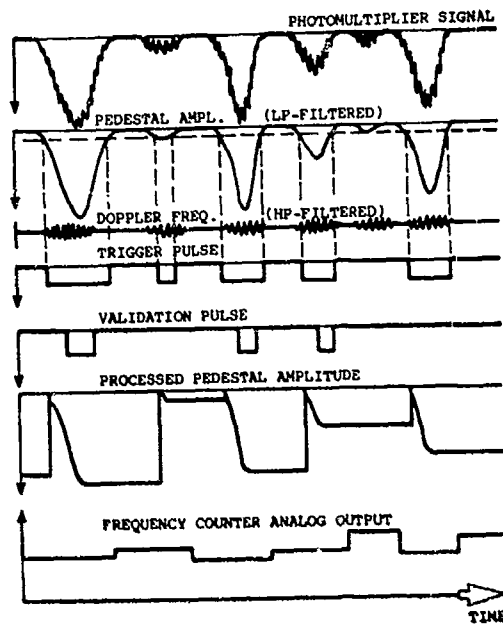 PHOTOMULTIPLIER SIGNAL
PEDESTAL AMPL. (LP-FILTERED)
DOPPLER FREQ. (HP-FILTERED)
TRIGGER PULSE
VALIDATION PULSE
PROCESSED PEDESTAL AMPLITUDE
FREQUENCY COUNTER ANALOG OUTPUT
TIME